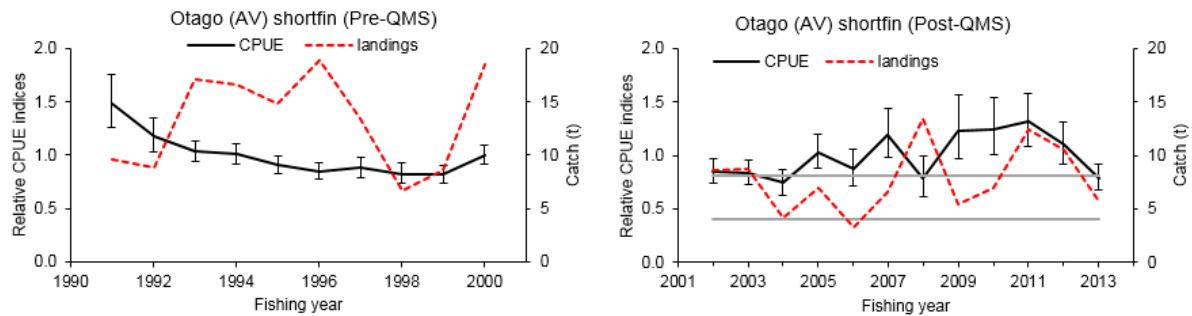 Otago (AV) shortfin (Pre-QMS)
CPUE landings
2.0 20
1.5 15
1.0 10
0.5 5
0.0 0
1990 1992 1994 1996 1998 2000
Fishing year
Relative CPUE indices
Catch (t)
Otago (AV) shortfin (Post-QMS)
CPUE landings
2.0 20
1.5 15
1.0 10
0.5 5
0.0 0
2001 2003 2005 2007 2009 2011 2013
Fishing year
Relative CPUE indices
Catch (t)